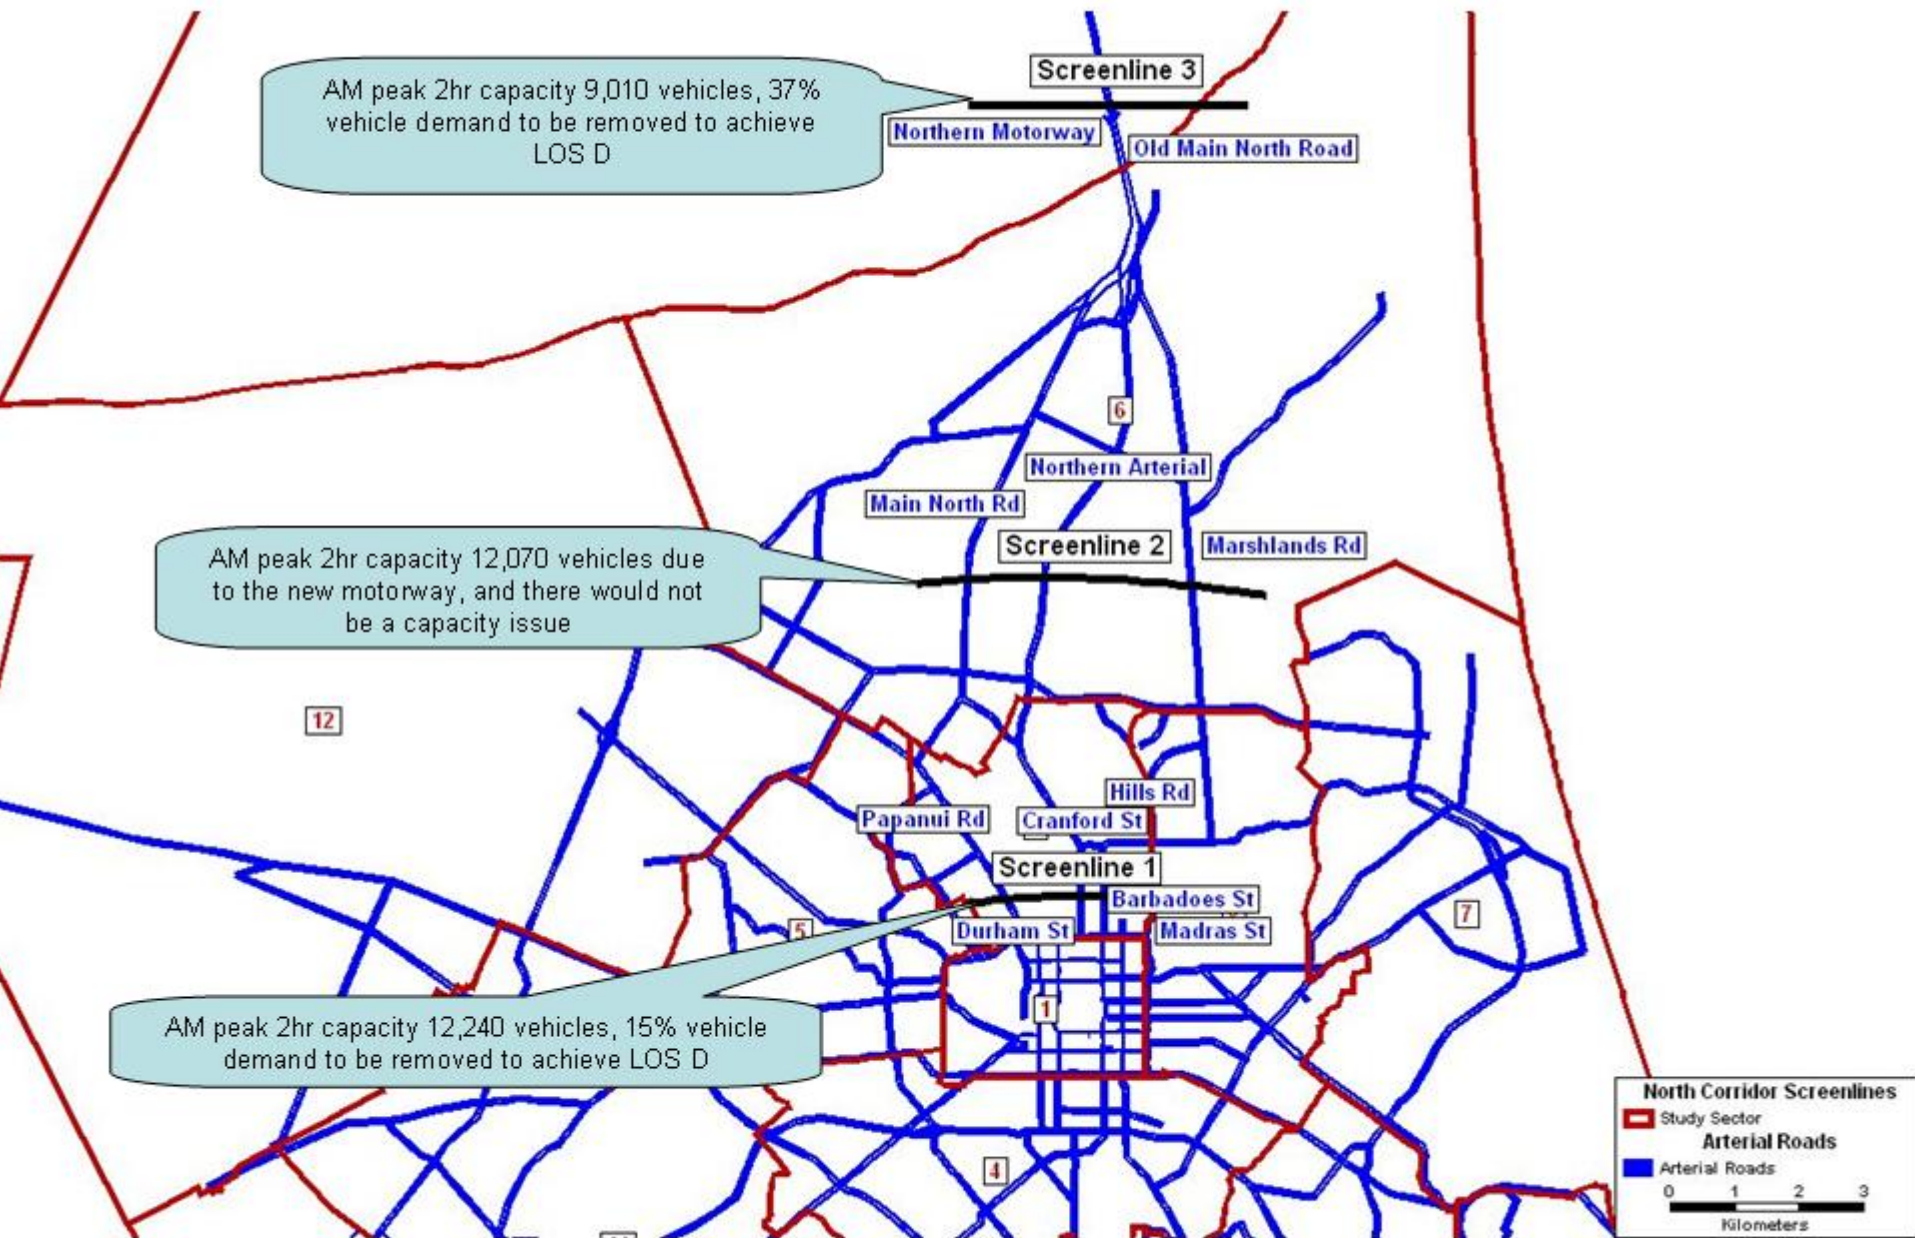 Screenline 3
AM peak 2hr capacity 9,010 vehicles, 37%
vehicle demand to be removed to achieve
LOS D
Northern Motorway
Old Main North Road
6
Northern Arterial
Main North Rd
Screenline 2
Marshlands Rd
AM peak 2hr capacity 12,070 vehicles due
to the new motorway, and there would not
be a capacity issue
12
Hills Rd
Papanui Rd
Cranford St
Screenline 1
Barbadoes St
7
5
Durham St
Madras St
1
AM peak 2hr capacity 12,240 vehicles, 15% vehicle
demand to be removed to achieve LOS D
4
North Corridor Screenlines
Study Sector
Arterial Roads
Arterial Roads
0 1 2 3
Kilometers